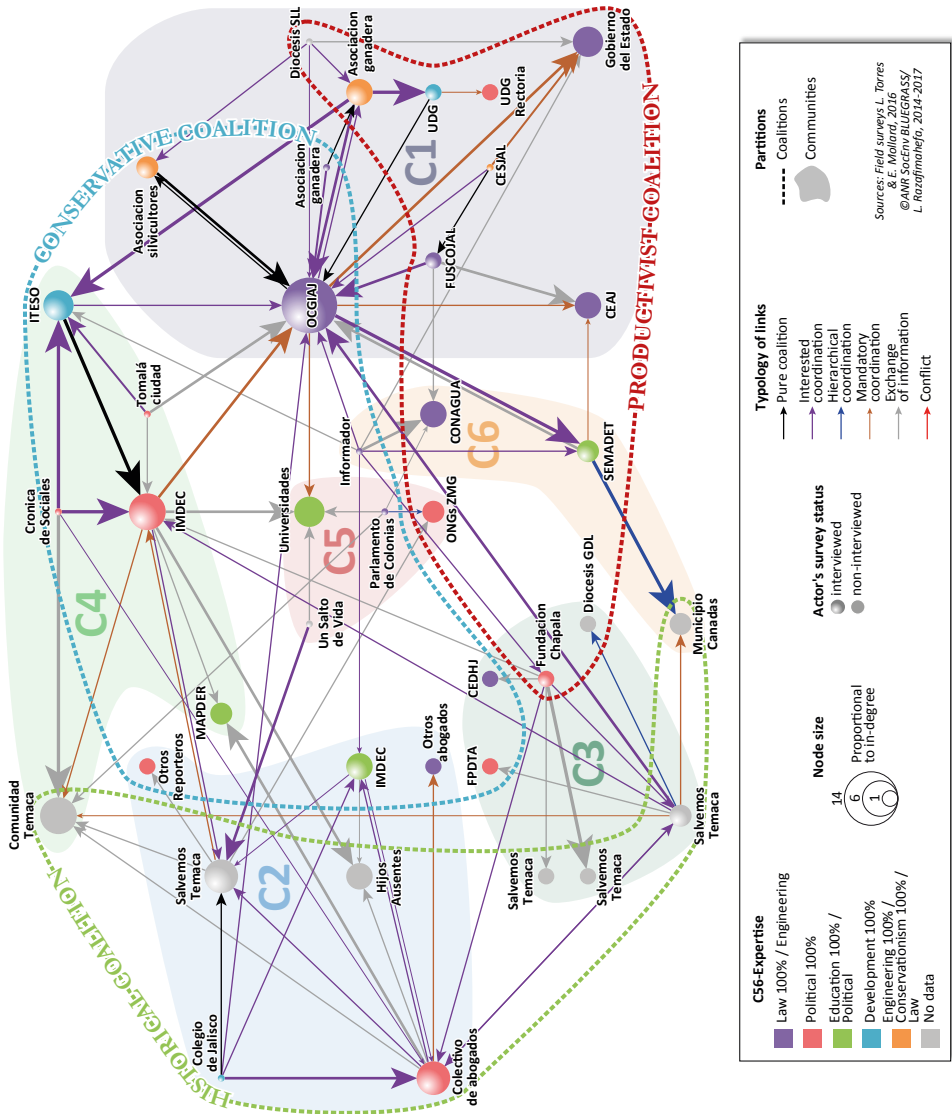 Comunidad
Temaca
Cronica
de Sociales
ITESO
HISTORICAL COALITION
CONSERVATIVE COALITION
Tomalá
ciudad
C4
Asociacion
silvicultores
Otros
Reporteros
MAPDER
IMDEC
Colegio
de Jalisco
Salvemos
Temaca
C2
Un Salto
de Vida
Universidades
OCGIAJ
Asociacion
ganadera
Diocesis SLL
C5
Informador
Asociacion
ganadera
IMDEC
Hijos
Ausentes
Parlamento
de Colonias
C1
UDG
Colectivo
de abogados
Otros
abogados
ONGs ZMG
CONAGUA
FUSCOJAL
C6
CEDHJ
FPDTA
CESJAL
UDG
Rectoria
Salvemos
Temaca
Fundacion
Chapala
C3
Salvemos
Temaca
Diocesis GDL
SEMADET
CEAJ
Gobierno
del Estado
PRODUCTIVIST COALITION
Salvemos
Temaca
Municipio
Canadas
C56-Expertise
Law 100% / Engineering
Political 100%
Education 100% /
Political
Development 100%
Engineering 100% /
Conservationism 100% /
Law
No data
Node size
14
6
1
Proportional
to in-degree
Actor's survey status
interviewed
non-interviewed
Typology of links
Pure coalition
Interested
coordination
Hierarchical
coordination
Mandatory
coordination
Exchange
of information
Conflict
Partitions
Coalitions
Communities
Sources: Field surveys L. Torres
& E. Mollard, 2016
©ANR SocEnv BLUEGRASS/
L. Razafimahefo, 2014-2017